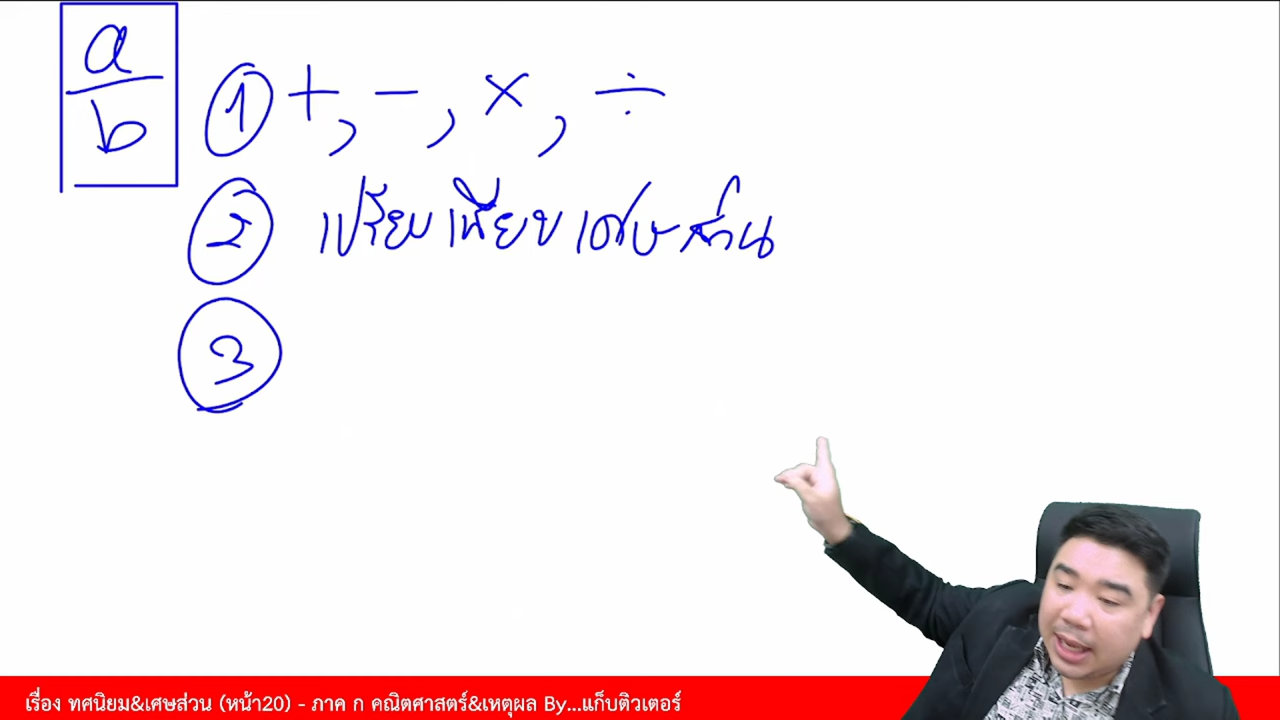 a
b
① +, -, ×, ÷
② เปรียบเทียบเศษส่วน
③
เรื่อง ทศนิยม&เศษส่วน (หน้า20) - ภาค ก คณิตศาสตร์&เหตุผล By...แก็บติวเตอร์